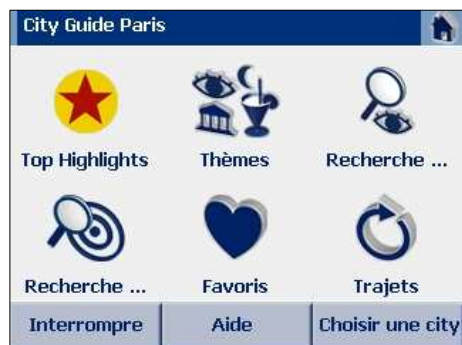 City Guide Paris
Top Highlights Thèmes Recherche ...
Recherche ... Favoris Trajets
Interrompre Aide Choisir une city